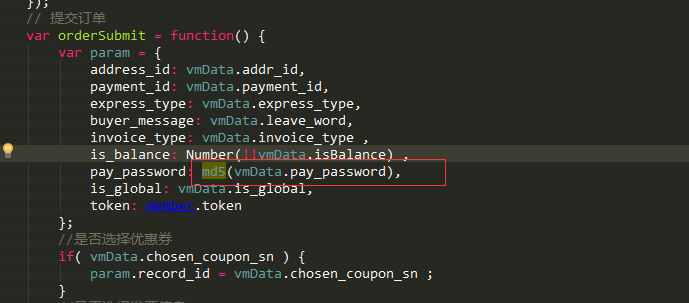 });
// 提交订单
var orderSubmit = function() {
var param = {
address_id: vmData.addr_id,
payment_id: vmData.payment_id,
express_type: vmData.express_type,
buyer_message: vmData.leave_word,
invoice_type: vmData.invoice_type ,
is_balance: Number(!!vmData.isBalance) ,
pay_password: md5(vmData.pay_password),
is_global: vmData.is_global,
token: member.token
};
//是否选择优惠券
if( vmData.chosen_coupon_sn ) {
param.record_id = vmData.chosen_coupon_sn ;
}